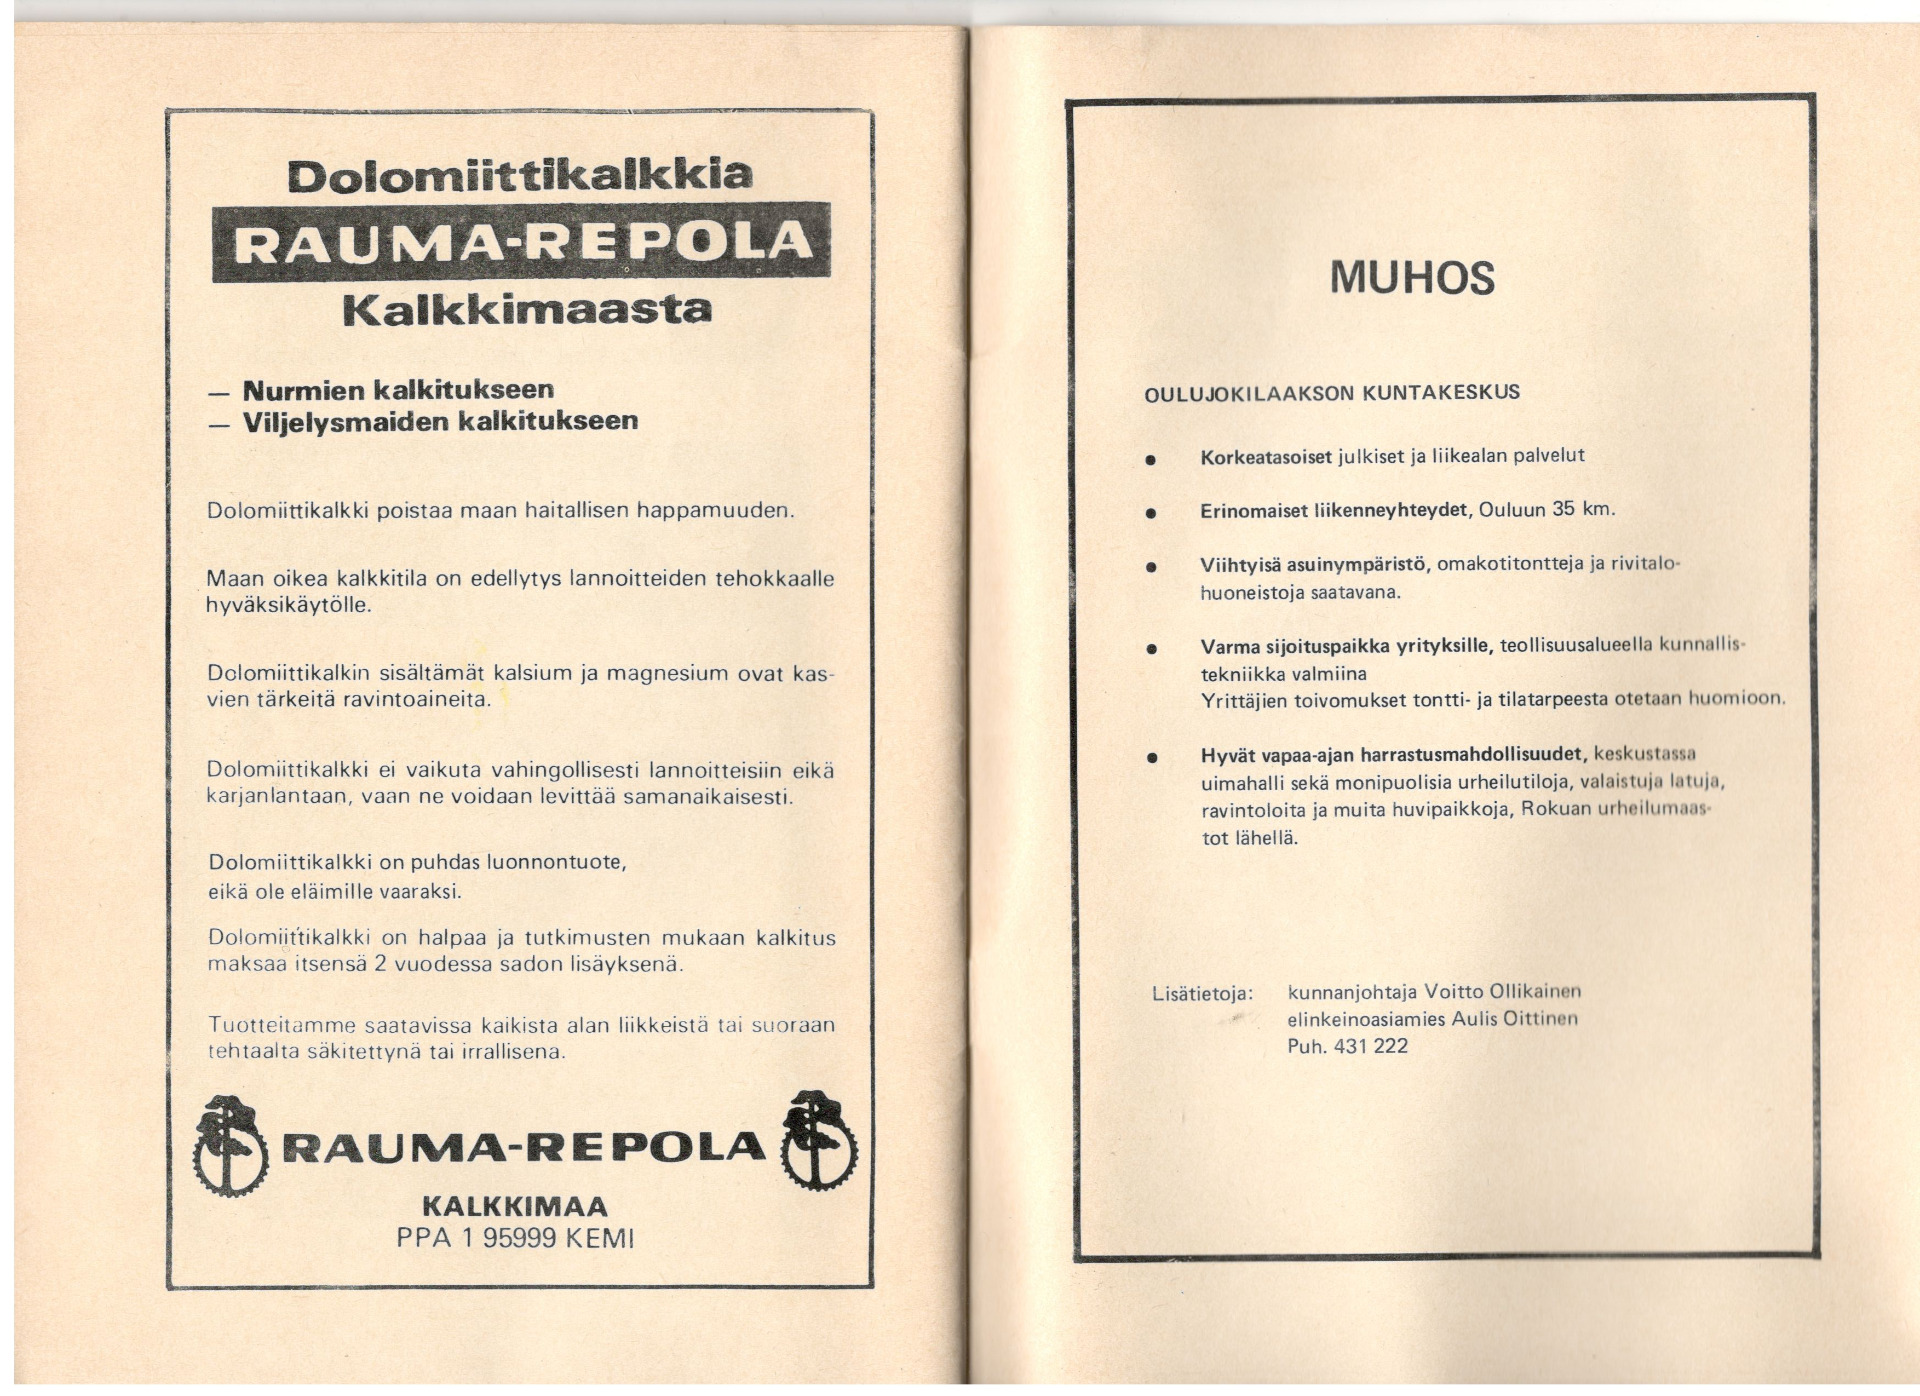 Dolomiittikalkkia
RAUMA-REPOLA
Kalkkimaasta
— Nurmien kalkitukseen
— Viljelysmaiden kalkitukseen
Dolomiittikalkki poistaa maan haitallisen happamuuden.
Maan oikea kalkkitila on edellytys lannoitteiden tehokkaalle
hyväksikäytölle.
Dolomiittikalkin sisältämät kalsium ja magnesium ovat kas-
vien tärkeitä ravintoaineita.
Dolomiittikalkki ei vaikuta vahingollisesti lannoitteisiin eikä
karjanlantaan, vaan ne voidaan levittää samanaikaisesti.
Dolomiittikalkki on puhdas luonnontuote,
eikä ole eläimille vaaraksi.
Dolomiittikalkki on halpaa ja tutkimusten mukaan kalkitus
maksaa itsensä 2 vuodessa sadon lisäyksenä.
Tuotteitamme saatavissa kaikista alan liikkeistä tai suoraan
tehtaalta säkitettynä tai irrallisena.
RAUMA-REPOLA
KALKKIMAA
PPA 1 95999 KEMI
MUHOS
OULUJOKILAAKSON KUNTAKESKUS
● Korkeatasoiset julkiset ja liikealan palvelut
● Erinomaiset liikenneyhteydet, Ouluun 35 km.
● Viihtyisä asuinympäristö, omakotitontteja ja rivitalo-
huoneistoja saatavana.
● Varma sijoituspaikka yrityksille, teollisuusalueella kunnallis-
tekniikka valmiina
Yrittäjien toivomukset tontti- ja tilatarpeesta otetaan huomioon.
● Hyvät vapaa-ajan harrastusmahdollisuudet, keskustassa
uimahalli sekä monipuolisia urheilutiloja, valaistuja latuja,
ravintoloita ja muita huvipaikkoja, Rokuan urheilumaas-
tot lähellä.
Lisätietoja: kunnanjohtaja Voitto Ollikainen
elinkeinoasiamies Aulis Oittinen
Puh. 431 222